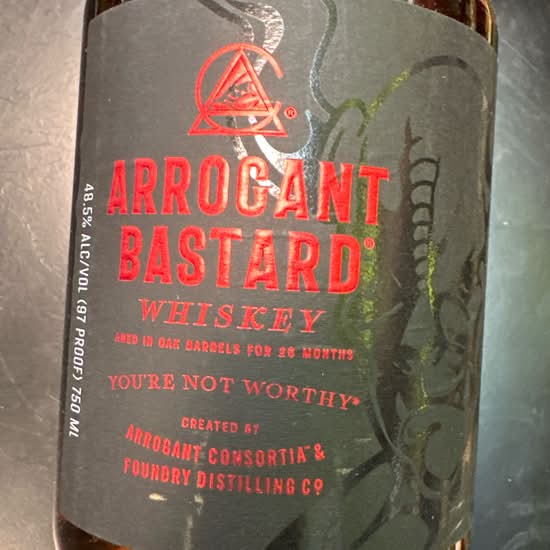 ®
ARROGANT
BASTARD®
WHISKEY
AGED IN OAK BARRELS FOR 26 MONTHS
YOU'RE NOT WORTHY®
CREATED BY
ARROGANT CONSORTIA™ &
FOUNDRY DISTILLING CO
48.5% ALC/VOL (97 PROOF) 750 ML